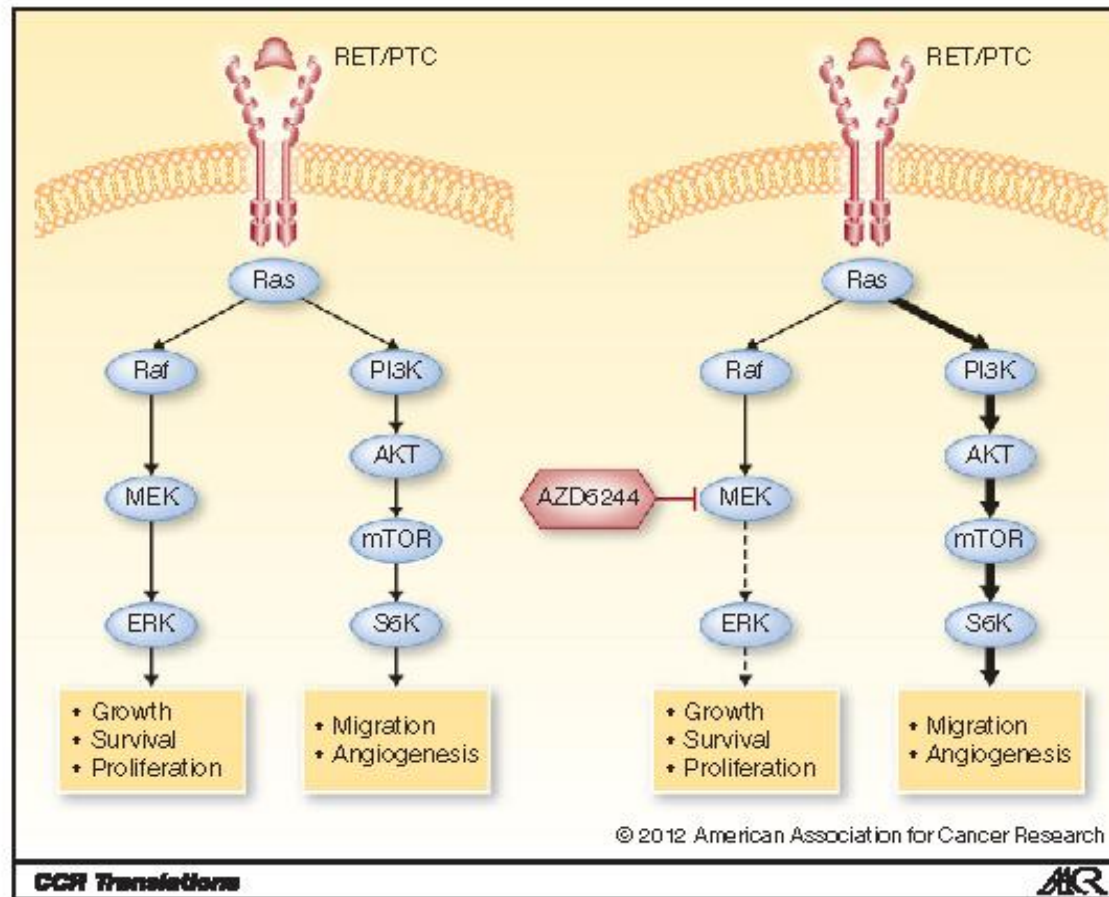 RET/PTC
Ras
Raf
PI3K
AKT
MEK
mTOR
ERK
S6K
• Growth
• Survival
• Proliferation
• Migration
• Angiogenesis
RET/PTC
Ras
Raf
PI3K
AKT
AZD6244
MEK
mTOR
ERK
S6K
• Growth
• Survival
• Proliferation
• Migration
• Angiogenesis
© 2012 American Association for Cancer Research
CCR Translations
AACR